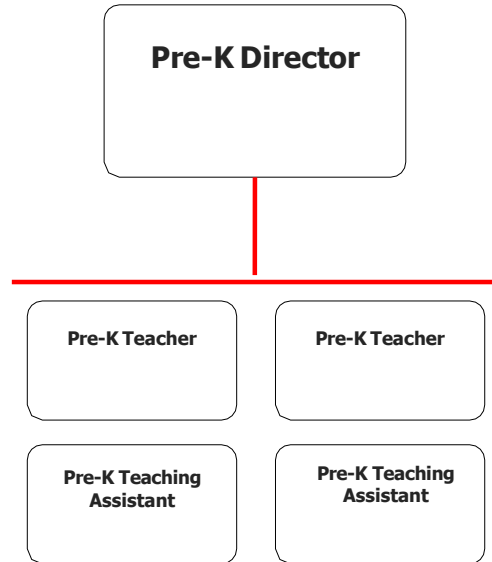 Pre-K Director
Pre-K Teacher
Pre-K Teacher
Pre-K Teaching
Assistant
Pre-K Teaching
Assistant